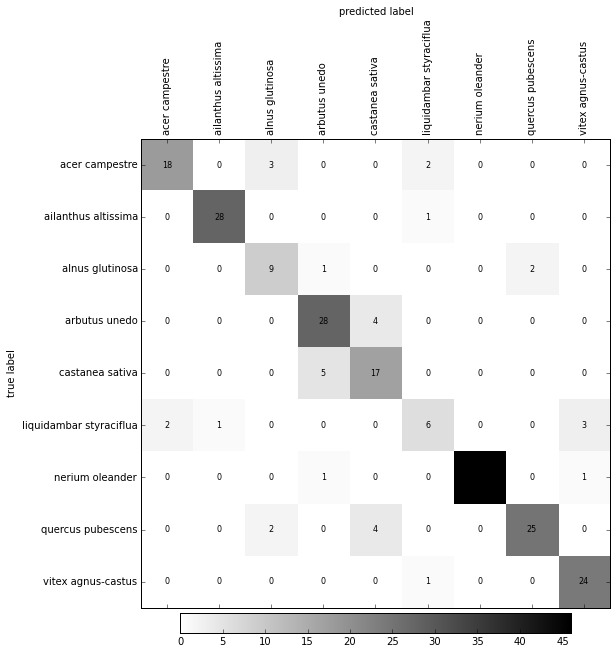 predicted label
acer campestre
ailanthus altissima
alnus glutinosa
arbutus unedo
castanea sativa
liquidambar styraciflua
nerium oleander
quercus pubescens
vitex agnus-castus
true label
acer campestre 18 0 3 0 0 2 0 0 0
ailanthus altissima 0 28 0 0 0 1 0 0 0
alnus glutinosa 0 0 9 1 0 0 0 2 0
arbutus unedo 0 0 0 28 4 0 0 0 0
castanea sativa 0 0 0 5 17 0 0 0 0
liquidambar styraciflua 2 1 0 0 0 6 0 0 3
nerium oleander 0 0 0 1 0 0 0 1
quercus pubescens 0 0 2 0 4 0 0 25 0
vitex agnus-castus 0 0 0 0 0 1 0 0 24
0 5 10 15 20 25 30 35 40 45